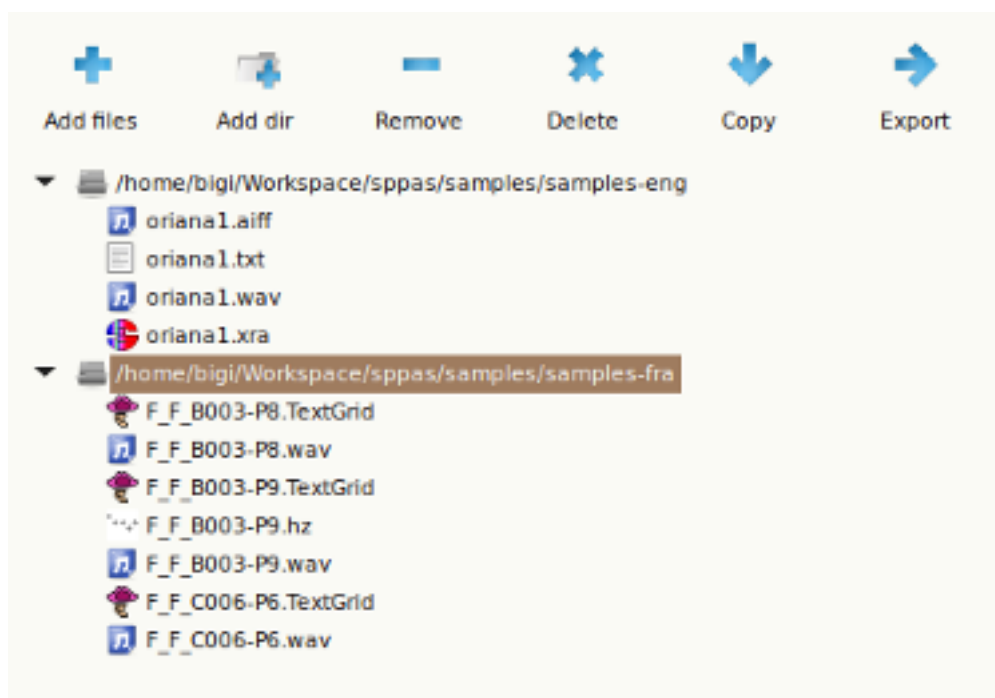 Add files Add dir Remove Delete Copy Export
/home/bigi/Workspace/sppas/samples/samples-eng
oriana1.aiff
oriana1.txt
oriana1.wav
oriana1.xra
/home/bigi/Workspace/sppas/samples/samples-fra
F_F_B003-P8.TextGrid
F_F_B003-P8.wav
F_F_B003-P9.TextGrid
F_F_B003-P9.hz
F_F_B003-P9.wav
F_F_C006-P6.TextGrid
F_F_C006-P6.wav